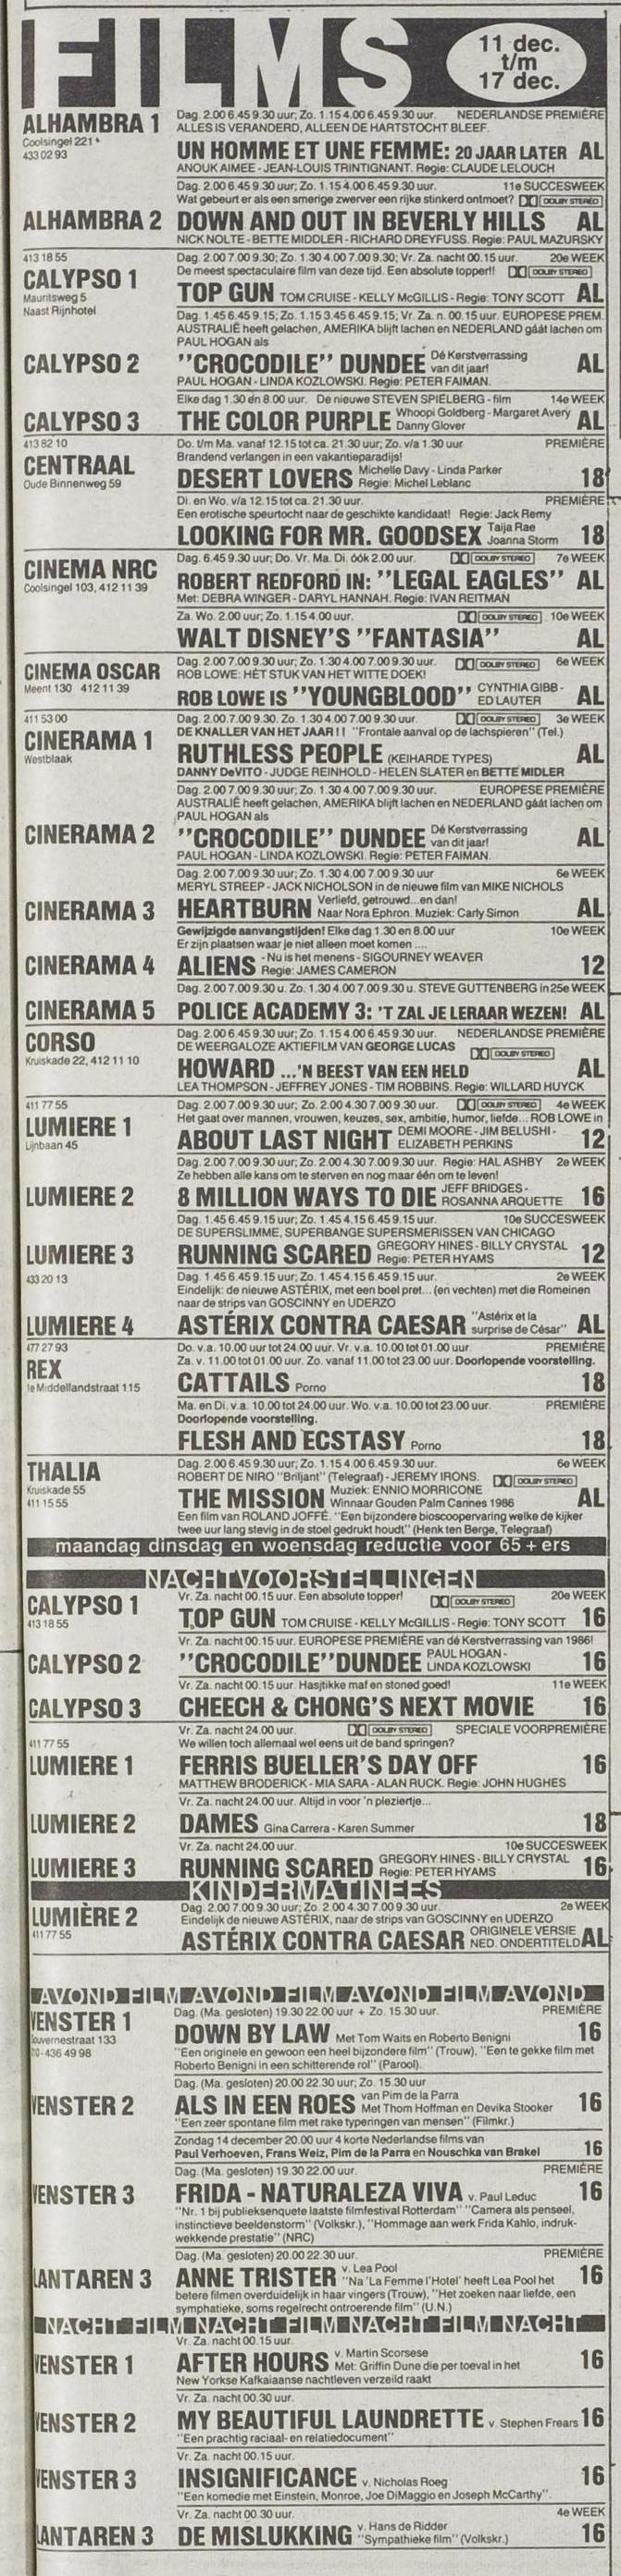 FILMS
11 dec.
t/m
17 dec.
ALHAMBRA 1
Coolsingel 221
433 02 93
Dag. 2.00 6.45 9.30 uur; Zo. 1.15 4.00 6.45 9.30 uur. NEDERLANDSE PREMIÈRE
ALLES IS VERANDERD, ALLEEN DE HARTSTOCHT BLEEF.
UN HOMME ET UNE FEMME: 20 JAAR LATER AL
ANOUK AIMEE - JEAN-LOUIS TRINTIGNANT. Regie: CLAUDE LELOUCH
Dag. 2.00 6.45 9.30 uur; Zo. 1.15 4.00 6.45 9.30 uur. 11e SUCCESWEEK
Wat gebeurt er als een smerige zwerver een rijke stinkerd ontmoet? DOLBY STEREO
ALHAMBRA 2 DOWN AND OUT IN BEVERLY HILLS AL
NICK NOLTE - BETTE MIDDLER - RICHARD DREYFUSS. Regie: PAUL MAZURSKY
413 18 55
CALYPSO 1
Mauritsweg 5
Naast Rijnhotel
Dag. 2.00 7.00 9.30; Zo. 1.30 4.00 7.00 9.30; Vr. Za. nacht 00.15 uur. 20e WEEK
De meest spectaculaire film van deze tijd. Een absolute topper!! DOLBY STEREO
TOP GUN TOM CRUISE - KELLY McGILLIS - Regie: TONY SCOTT AL
Dag. 1.45 6.45 9.15; Zo. 1.15 3.45 6.45 9.15; Vr. Za. n. 00.15 uur. EUROPESE PREM.
AUSTRALIË heeft gelachen, AMERIKA blijft lachen en NEDERLAND gáát lachen om
PAUL HOGAN als
CALYPSO 2 "CROCODILE" DUNDEE Dé Kerstverrassing van dit jaar! AL
PAUL HOGAN - LINDA KOZLOWSKI. Regie: PETER FAIMAN.
Elke dag 1.30 en 8.00 uur. De nieuwe STEVEN SPIELBERG - film 14e WEEK
CALYPSO 3 THE COLOR PURPLE Whoopi Goldberg - Margaret Avery Danny Glover AL
413 82 10
CENTRAAL
Oude Binnenweg 59
Do. t/m Ma. vanaf 12.15 tot ca. 21.30 uur; Zo. v/a 1.30 uur PREMIÈRE
Brandend verlangen in een vakantieparadijs!
DESERT LOVERS Michelle Davy - Linda Parker Regie: Michel Leblanc 18
Di. en Wo. v/a 12.15 tot ca. 21.30 uur. PREMIÈRE
Een erotische speurtocht naar de geschikte kandidaat! Regie: Jack Remy
LOOKING FOR MR. GOODSEX Taija Rae Joanna Storm 18
CINEMA NRC
Coolsingel 103, 412 11 39
Dag. 6.45 9.30 uur; Do. Vr. Ma. Di. óók 2.00 uur. DOLBY STEREO 7e WEEK
ROBERT REDFORD IN: "LEGAL EAGLES" AL
Met: DEBRA WINGER - DARYL HANNAH. Regie: IVAN REITMAN
Za. Wo. 2.00 uur; Zo. 1.15 4.00 uur. DOLBY STEREO 10e WEEK
WALT DISNEY'S "FANTASIA" AL
CINEMA OSCAR
Meent 130 412 11 39
Dag. 2.00 7.00 9.30 uur; Zo. 1.30 4.00 7.00 9.30 uur. DOLBY STEREO 6e WEEK
ROB LOWE: HÈT STUK VAN HET WITTE DOEK!
ROB LOWE IS "YOUNGBLOOD" CYNTHIA GIBB - ED LAUTER AL
411 53 00
CINERAMA 1
Westblaak
Dag. 2.00.7.00 9.30. Zo. 1.30 4.00 7.00 9.30 uur. DOLBY STEREO 3e WEEK
DE KNALLER VAN HET JAAR!! "Frontale aanval op de lachspieren" (Tel.)
RUTHLESS PEOPLE (KEIHARDE TYPES) AL
DANNY DeVITO - JUDGE REINHOLD - HELEN SLATER en BETTE MIDLER
Dag. 2.00 7.00 9.30 uur; Zo. 1.30 4.00 7.00 9.30 uur. EUROPESE PREMIÈRE
AUSTRALIË heeft gelachen, AMERIKA blijft lachen en NEDERLAND gáát lachen om
PAUL HOGAN als
CINERAMA 2 "CROCODILE" DUNDEE Dé Kerstverrassing van dit jaar! AL
PAUL HOGAN - LINDA KOZLOWSKI. Regie: PETER FAIMAN.
Dag. 2.00 7.00 9.30 uur; Zo. 1.30 4.00 7.00 9.30 uur 6e WEEK
MERYL STREEP - JACK NICHOLSON in de nieuwe film van MIKE NICHOLS
CINERAMA 3 HEARTBURN Verliefd, getrouwd...en dan! Naar Nora Ephron. Muziek: Carly Simon AL
Gewijzigde aanvangstijden! Elke dag 1.30 en 8.00 uur 10e WEEK
Er zijn plaatsen waar je niet alleen moet komen ....
CINERAMA 4 ALIENS - Nu is het menens - SIGOURNEY WEAVER Regie: JAMES CAMERON 12
Dag. 2.00 7.00 9.30 u. Zo. 1.30 4.00 7.00 9.30 u. STEVE GUTTENBERG in 25e WEEK
CINERAMA 5 POLICE ACADEMY 3: 'T ZAL JE LERAAR WEZEN! AL
CORSO
Kruiskade 22, 412 11 10
Dag. 2.00 6.45 9.30 uur; Zo. 1.15 4.00 6.45 9.30 uur. NEDERLANDSE PREMIÈRE
DE WEERGALOZE AKTIEFILM VAN GEORGE LUCAS DOLBY STEREO
HOWARD ...'N BEEST VAN EEN HELD AL
LEA THOMPSON - JEFFREY JONES - TIM ROBBINS. Regie: WILLARD HUYCK
411 77 55
LUMIERE 1
Lijnbaan 45
Dag. 2.00 7.00 9.30 uur; Zo. 2.00 4.30 7.00 9.30 uur. DOLBY STEREO 4e WEEK
Het gaat over mannen, vrouwen, keuzes, sex, ambitie, humor, liefde... ROB LOWE in
ABOUT LAST NIGHT DEMI MOORE - JIM BELUSHI - ELIZABETH PERKINS 12
Dag. 2.00 7.00 9.30 uur; Zo. 2.00 4.30 7.00 9.30 uur. Regie: HAL ASHBY 2e WEEK
Ze hebben alle kans om te sterven en nog maar één om te leven!
LUMIERE 2 8 MILLION WAYS TO DIE JEFF BRIDGES - ROSANNA ARQUETTE 16
Dag. 1.45 6.45 9.15 uur; Zo. 1.45 4.15 6.45 9.15 uur. 10e SUCCESWEEK
DE SUPERSLIMME, SUPERBANGE SUPERSMERISSEN VAN CHICAGO
LUMIERE 3 RUNNING SCARED GREGORY HINES - BILLY CRYSTAL Regie: PETER HYAMS 12
433 20 13
Dag. 1.45 6.45 9.15 uur; Zo. 1.45 4.15 6.45 9.15 uur. 2e WEEK
Eindelijk: de nieuwe ASTÉRIX, met een boel pret... (en vechten) met die Romeinen
naar de strips van GOSCINNY en UDERZO
LUMIERE 4 ASTÉRIX CONTRA CAESAR "Astérix et la surprise de César" AL
477 27 93
REX
1e Middellandstraat 115
Do. v.a. 10.00 uur tot 24.00 uur. Vr. v.a. 10.00 tot 01.00 uur. PREMIÈRE
Za. v. 11.00 tot 01.00 uur. Zo. vanaf 11.00 tot 23.00 uur. Doorlopende voorstelling.
CATTAILS Porno 18
Ma. en Di. v.a. 10.00 tot 24.00 uur. Wo. v.a. 10.00 tot 23.00 uur. PREMIÈRE
Doorlopende voorstelling.
FLESH AND ECSTASY Porno 18
THALIA
Kruiskade 55
411 15 55
Dag. 2.00 6.45 9.30 uur; Zo. 1.15 4.00 6.45 9.30 uur. 6e WEEK
ROBERT DE NIRO "Briljant" (Telegraaf) - JEREMY IRONS. DOLBY STEREO
THE MISSION Muziek: ENNIO MORRICONE Winnaar Gouden Palm Cannes 1986 AL
Een film van ROLAND JOFFÉ. "Een bijzondere bioscoopervaring welke de kijker
twee uur lang stevig in de stoel gedrukt houdt" (Henk ten Berge, Telegraaf)
maandag dinsdag en woensdag reductie voor 65 + ers
NACHTVOORSTELLINGEN
CALYPSO 1
413 18 55
Vr. Za. nacht 00.15 uur. Een absolute topper! DOLBY STEREO 20e WEEK
TOP GUN TOM CRUISE - KELLY McGILLIS - Regie: TONY SCOTT 16
Vr. Za. nacht 00.15 uur. EUROPESE PREMIÈRE van dé Kerstverrassing van 1986!
CALYPSO 2 "CROCODILE" DUNDEE PAUL HOGAN - LINDA KOZLOWSKI 16
Vr. Za. nacht 00.15 uur. Hasjtikke maf en stoned goed! 11e WEEK
CALYPSO 3 CHEECH & CHONG'S NEXT MOVIE 16
Vr. Za. nacht 24.00 uur. DOLBY STEREO SPECIALE VOORPREMIÈRE
411 77 55
We willen toch allemaal wel eens uit de band springen?
LUMIERE 1 FERRIS BUELLER'S DAY OFF 16
MATTHEW BRODERICK - MIA SARA - ALAN RUCK. Regie: JOHN HUGHES
Vr. Za. nacht 24.00 uur. Altijd in voor 'n pleziertje...
LUMIERE 2 DAMES Gina Carrera - Karen Summer 18
Vr. Za. nacht 24.00 uur. 10e SUCCESWEEK
LUMIERE 3 RUNNING SCARED GREGORY HINES - BILLY CRYSTAL Regie: PETER HYAMS 16
KINDERMATINEES
LUMIÈRE 2
411 77 55
Dag. 2.00 7.00 9.30 uur; Zo. 2.00 4.30 7.00 9.30 uur. 2e WEEK
Eindelijk de nieuwe ASTÉRIX, naar de strips van GOSCINNY en UDERZO
ASTÉRIX CONTRA CAESAR ORIGINELE VERSIE NED. ONDERTITELD AL
AVOND FILM AVOND FILM AVOND FILM AVOND
VENSTER 1
Gouvernestraat 133
010-436 49 98
Dag. (Ma. gesloten) 19.30 22.00 uur + Zo. 15.30 uur. PREMIÈRE
DOWN BY LAW Met Tom Waits en Roberto Benigni 16
"Een originele en gewoon een heel bijzondere film" (Trouw). "Een te gekke film met
Roberto Benigni in een schitterende rol" (Parool).
Dag. (Ma. gesloten) 20.00 22.30 uur; Zo. 15.30 uur
VENSTER 2 ALS IN EEN ROES van Pim de la Parra Met Thom Hoffman en Devika Stooker 16
"Een zeer spontane film met rake typeringen van mensen" (Filmkr.)
Zondag 14 december 20.00 uur 4 korte Nederlandse films van
Paul Verhoeven, Frans Weiz, Pim de la Parra en Nouschka van Brakel 16
Dag. (Ma. gesloten) 19.30 22.00 uur. PREMIÈRE
VENSTER 3 FRIDA - NATURALEZA VIVA v. Paul Leduc 16
"Nr. 1 bij publieksenquete laatste filmfestival Rotterdam" "Camera als penseel,
instinctieve beeldenstorm" (Volkskr.), "Hommage aan werk Frida Kahlo, indruk-
wekkende prestatie" (NRC)
Dag. (Ma. gesloten) 20.00 22.30 uur. PREMIÈRE
LANTAREN 3 ANNE TRISTER v. Lea Pool "Na 'La Femme l'Hotel' heeft Lea Pool het 16
betere filmen overduidelijk in haar vingers (Trouw), "Het zoeken naar liefde, een
symphatieke, soms regelrecht ontroerende film" (U.N.)
NACHT FILM NACHT FILM NACHT FILM NACHT
Vr. Za. nacht 00.15 uur.
VENSTER 1 AFTER HOURS v. Martin Scorsese Met: Griffin Dune die per toeval in het 16
New Yorkse Kafkaiaanse nachtleven verzeild raakt
Vr. Za. nacht 00.30 uur.
VENSTER 2 MY BEAUTIFUL LAUNDRETTE v. Stephen Frears 16
"Een prachtig raciaal- en relatiedocument"
Vr. Za. nacht 00.15 uur.
VENSTER 3 INSIGNIFICANCE v. Nicholas Roeg 16
"Een komedie met Einstein, Monroe, Joe DiMaggio en Joseph McCarthy".
Vr. Za. nacht 00.30 uur. 4e WEEK
LANTAREN 3 DE MISLUKKING v. Hans de Ridder "Sympathieke film" (Volkskr.) 16